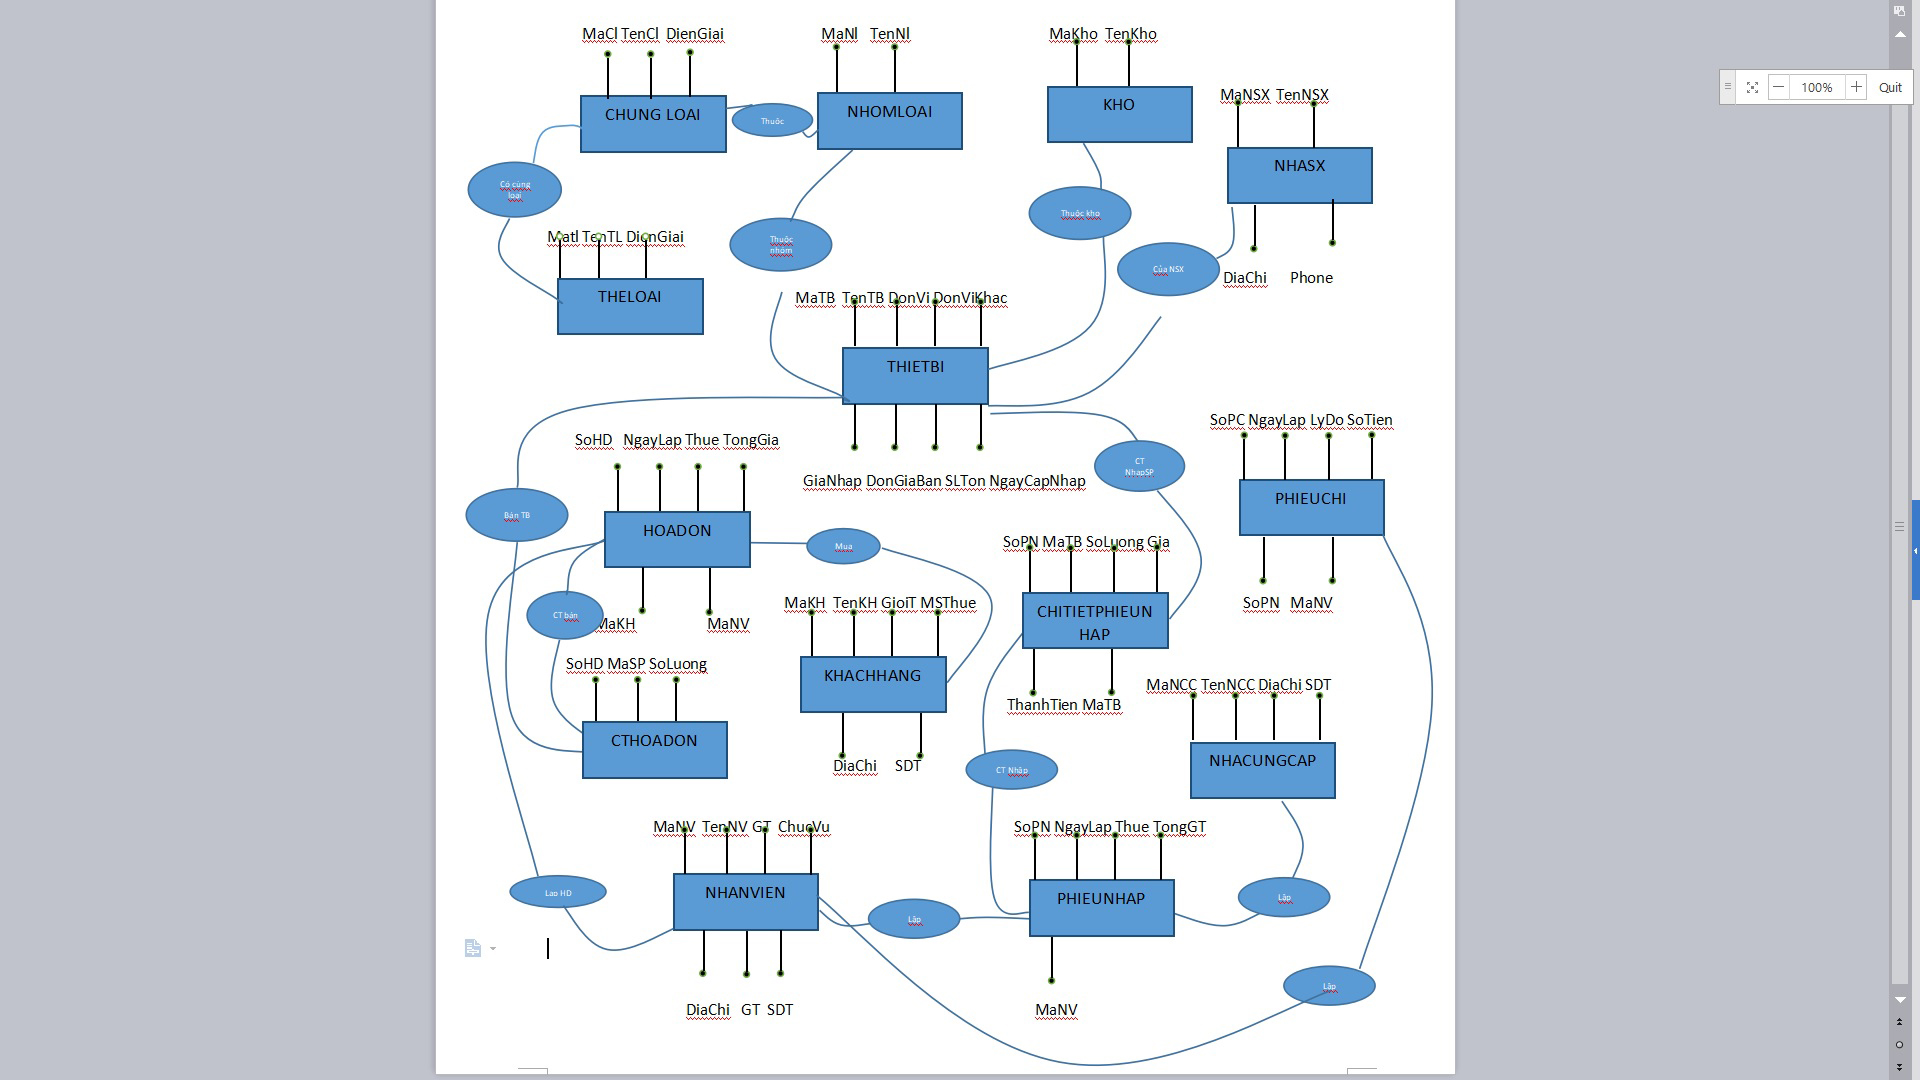 MaCl TenCl DienGiai
MaNl TenNl
MaKho TenKho
CHUNG LOAI
Thuôc
NHOMLOAI
KHO
MaNSX TenNSX
NHASX
100%
Quit
Có cùng
loại
Thuộc kho
Matl TenTL DienGiai
Thuộc
nhóm
Của NSX
DiaChi Phone
THELOAI
MaTB TenTB DonVi DonViKhac
THIETBI
SoHD NgayLap Thue TongGia
GiaNhap DonGiaBan SLTon NgayCapNhap
CT
NhapSP
SoPC NgayLap LyDo SoTien
PHIEUCHI
Bán TB
HOADON
Mua
SoPN MaTB SoLuong Gia
CHITIETPHIEUN
HAP
SoPN MaNV
CT bán
MaKH
MaNV
MaKH TenKH GioiT MSThue
KHACHHANG
SoHD MaSP SoLuong
CTHOADON
DiaChi SDT
ThanhTien MaTB
MaNCC TenNCC DiaChi SDT
NHACUNGCAP
CT Nhập
MaNV TenNV GT ChucVu
SoPN NgayLap Thue TongGT
Lao HD
NHANVIEN
Lập
PHIEUNHAP
Lập
Lập
DiaChi GT SDT
MaNV